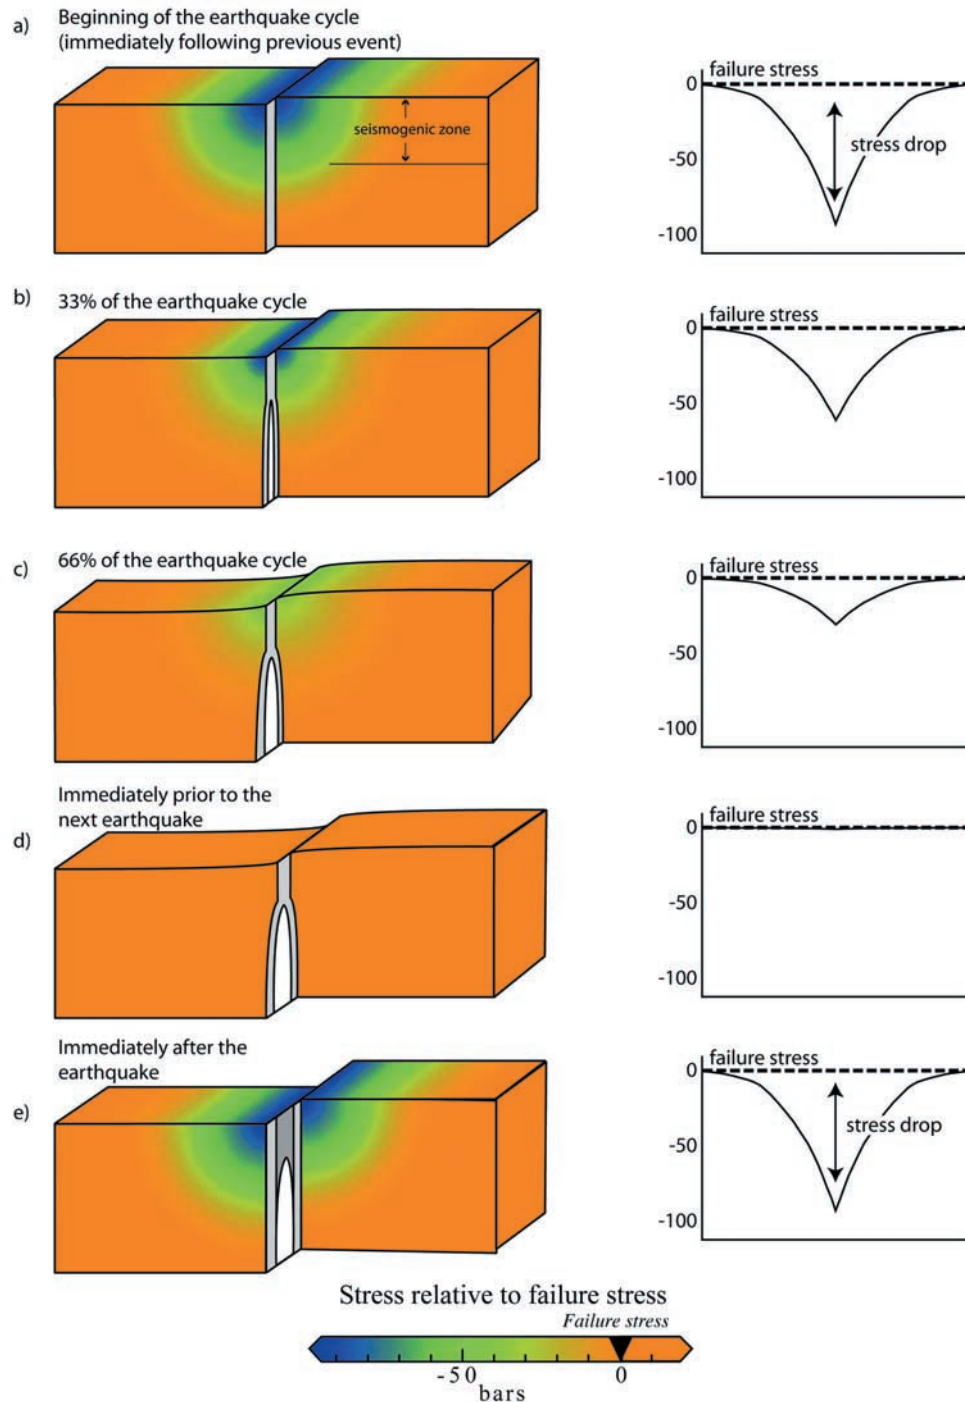 a)
Beginning of the earthquake cycle
(immediately following previous event)
seismogenic zone
0
failure stress
-50
stress drop
-100
b)
33% of the earthquake cycle
failure stress
0
-50
-100
c)
66% of the earthquake cycle
failure stress
0
-50
-100
Immediately prior to the
next earthquake
d)
failure stress
0
-50
-100
Immediately after the
earthquake
e)
failure stress
0
-50
stress drop
-100
Stress relative to failure stress
Failure stress
-50
0
bars